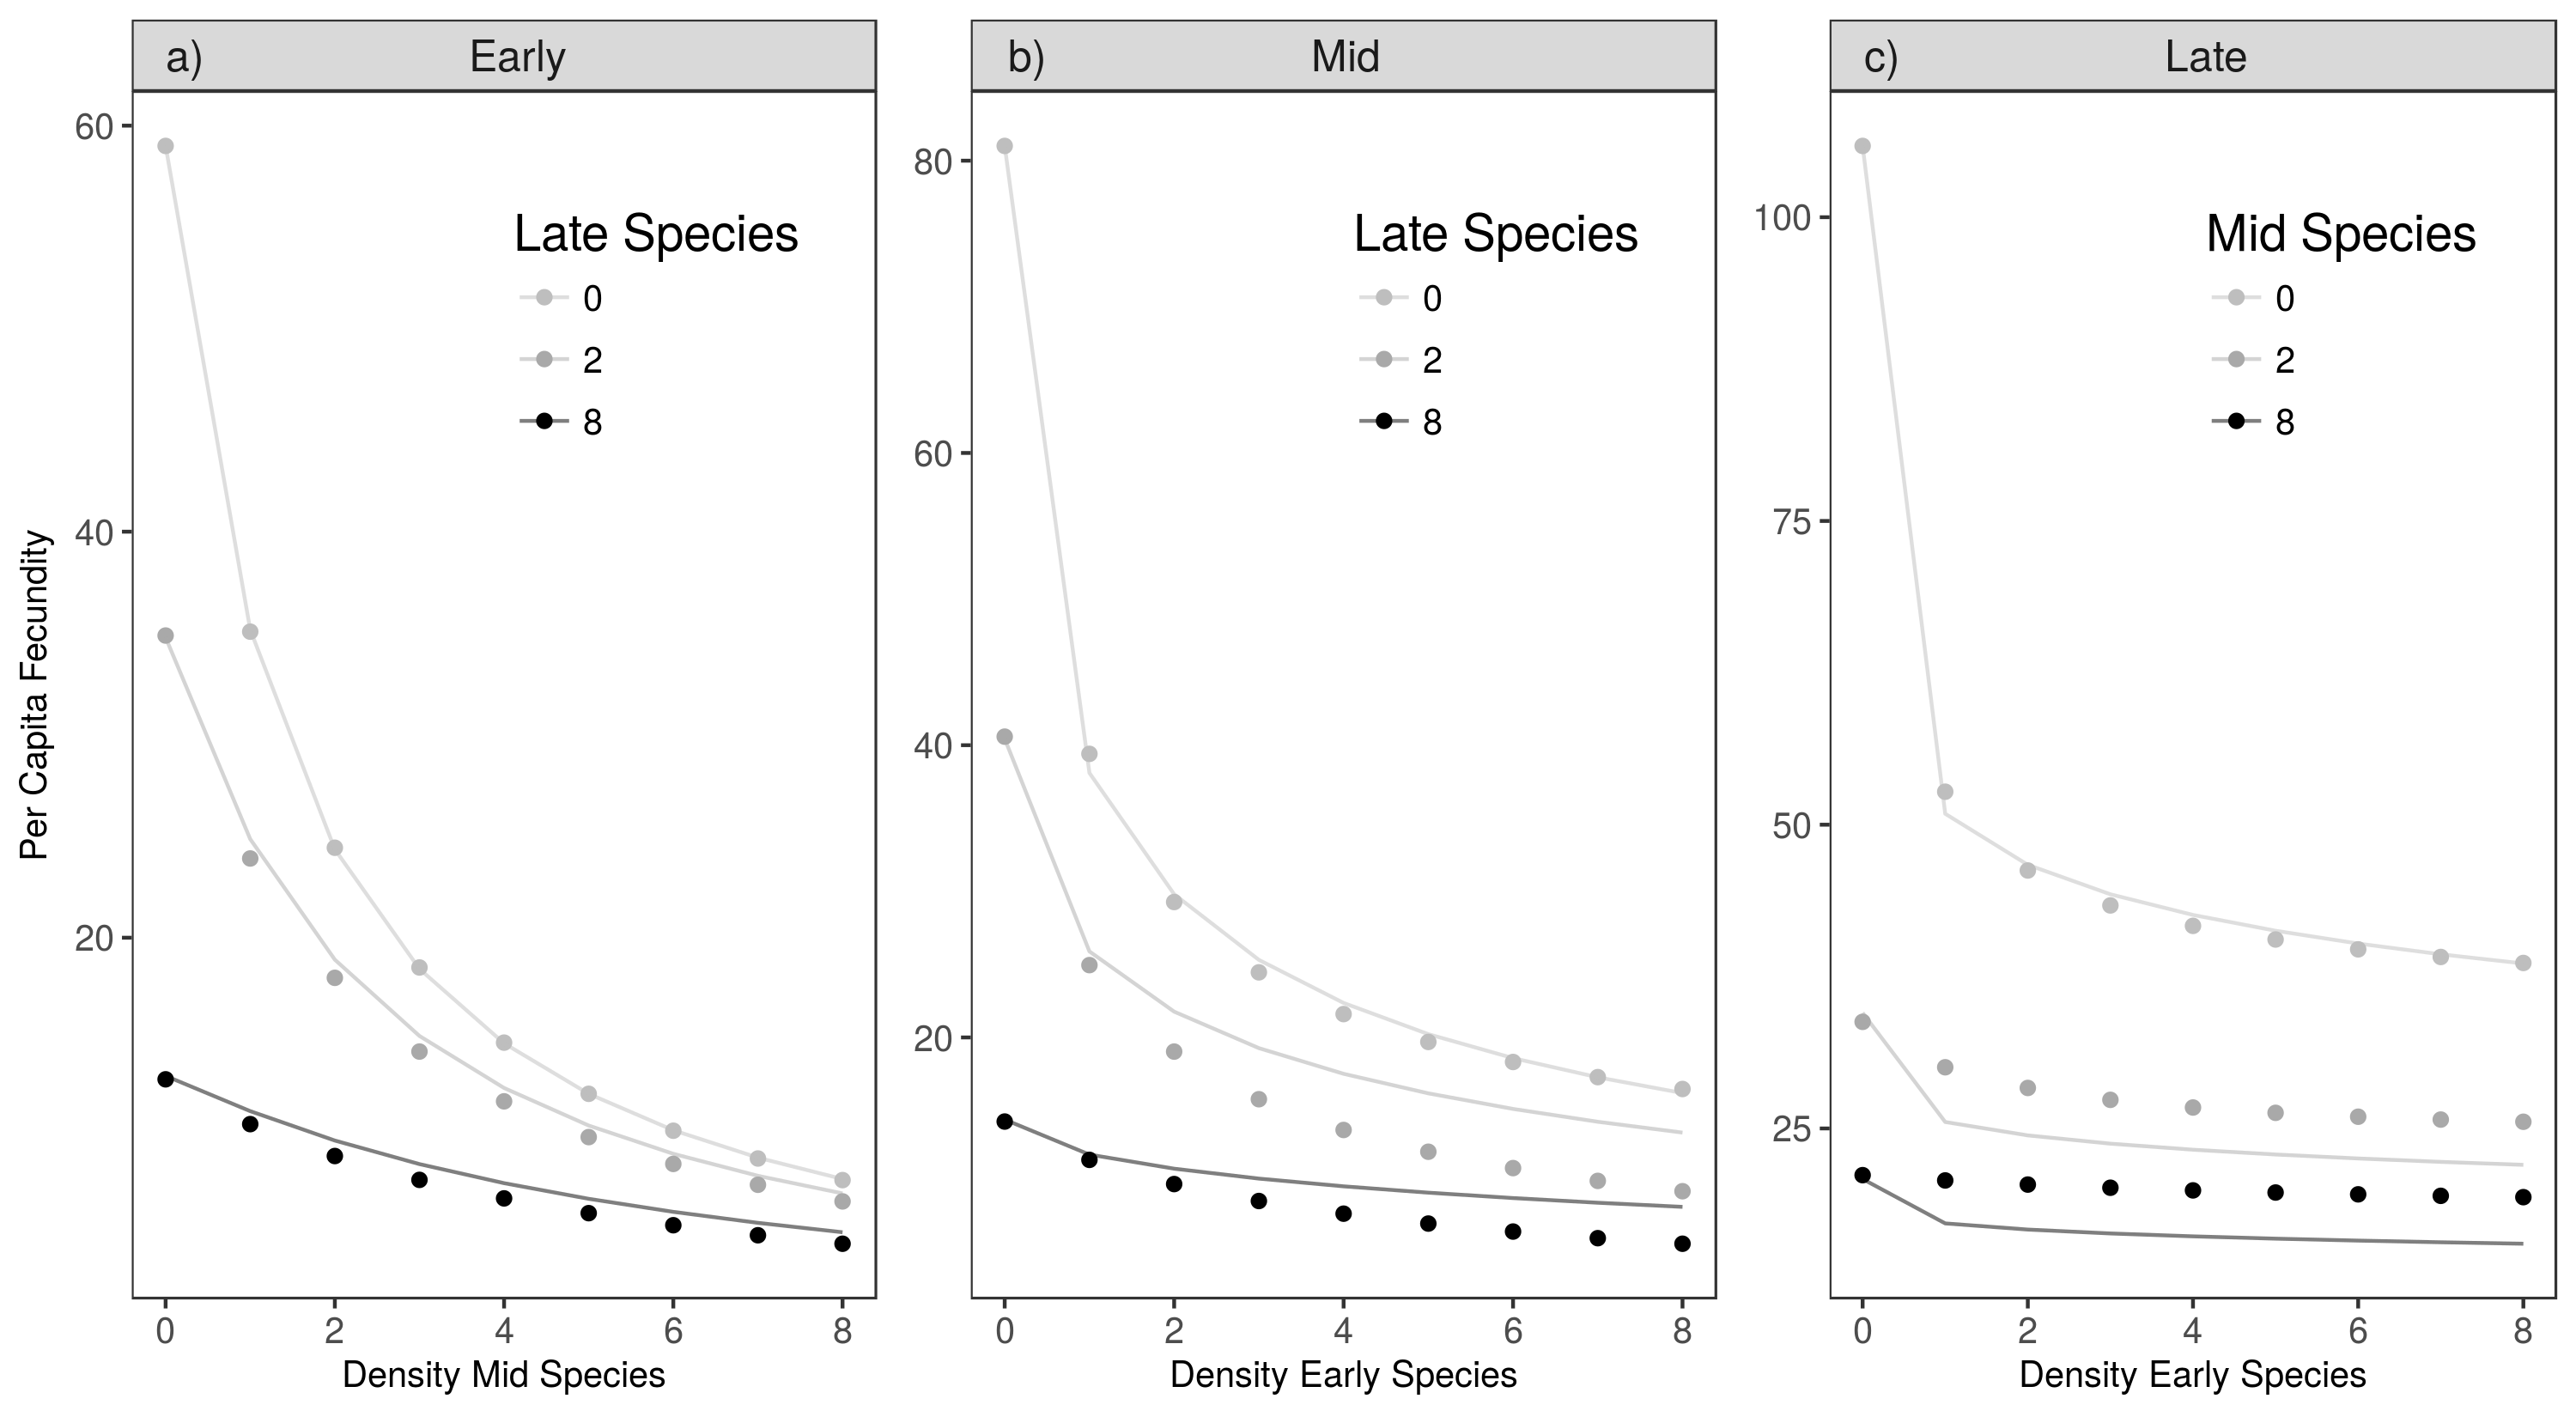 a) Early
60
40
20
0 2 4 6 8
Density Mid Species
Per Capita Fecundity
Late Species
0
2
8
b) Mid
80
60
40
20
0 2 4 6 8
Density Early Species
Late Species
0
2
8
c) Late
100
75
50
25
0 2 4 6 8
Density Early Species
Mid Species
0
2
8